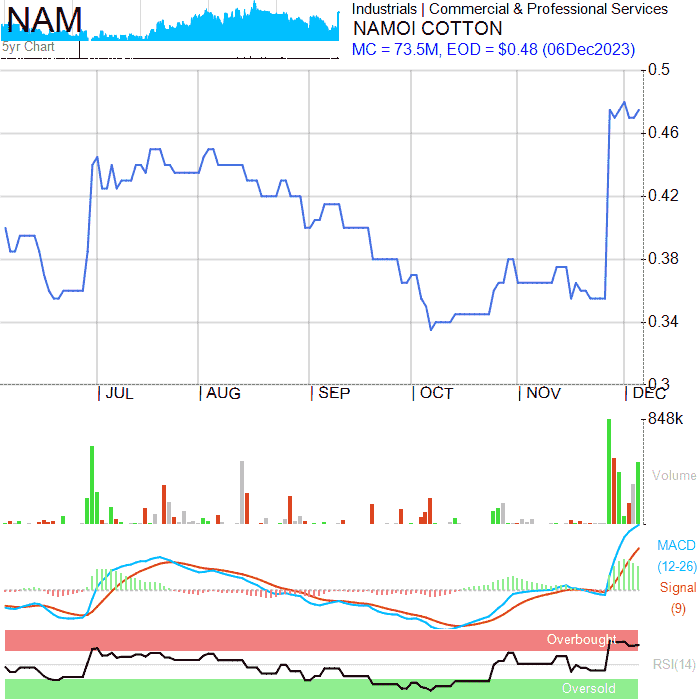 NAM
5yr Chart
Industrials | Commercial & Professional Services
NAMOI COTTON
MC = 73.5M, EOD = $0.48 (06Dec2023)
0.5
0.46
0.42
0.38
0.34
0.3
JUL
AUG
SEP
OCT
NOV
DEC
848k
Volume
MACD
(12-26)
Signal
(9)
Overbought
RSI(14)
Oversold